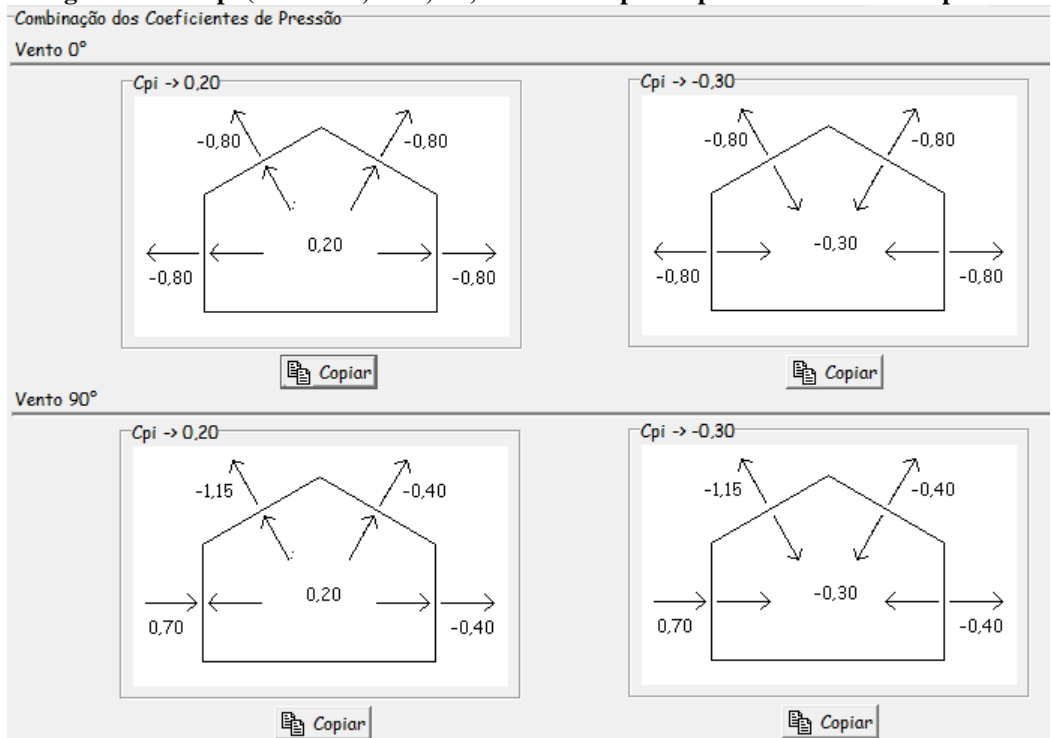 Combinação dos Coeficientes de Pressão
Vento 0°
Cpi -> 0,20
-0,80 -0,80
0,20
-0,80 -0,80
Copiar
Cpi -> -0,30
-0,80 -0,80
-0,30
-0,80 -0,80
Copiar
Vento 90°
Cpi -> 0,20
-1,15 -0,40
0,20
0,70 -0,40
Copiar
Cpi -> -0,30
-1,15 -0,40
-0,30
0,70 -0,40
Copiar